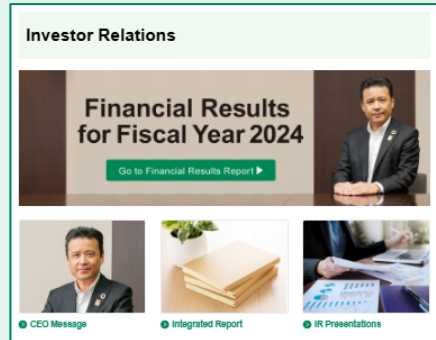 Investor Relations
Financial Results
for Fiscal Year 2024
Go to Financial Results Report
CEO Message
Integrated Report
IR Presentations